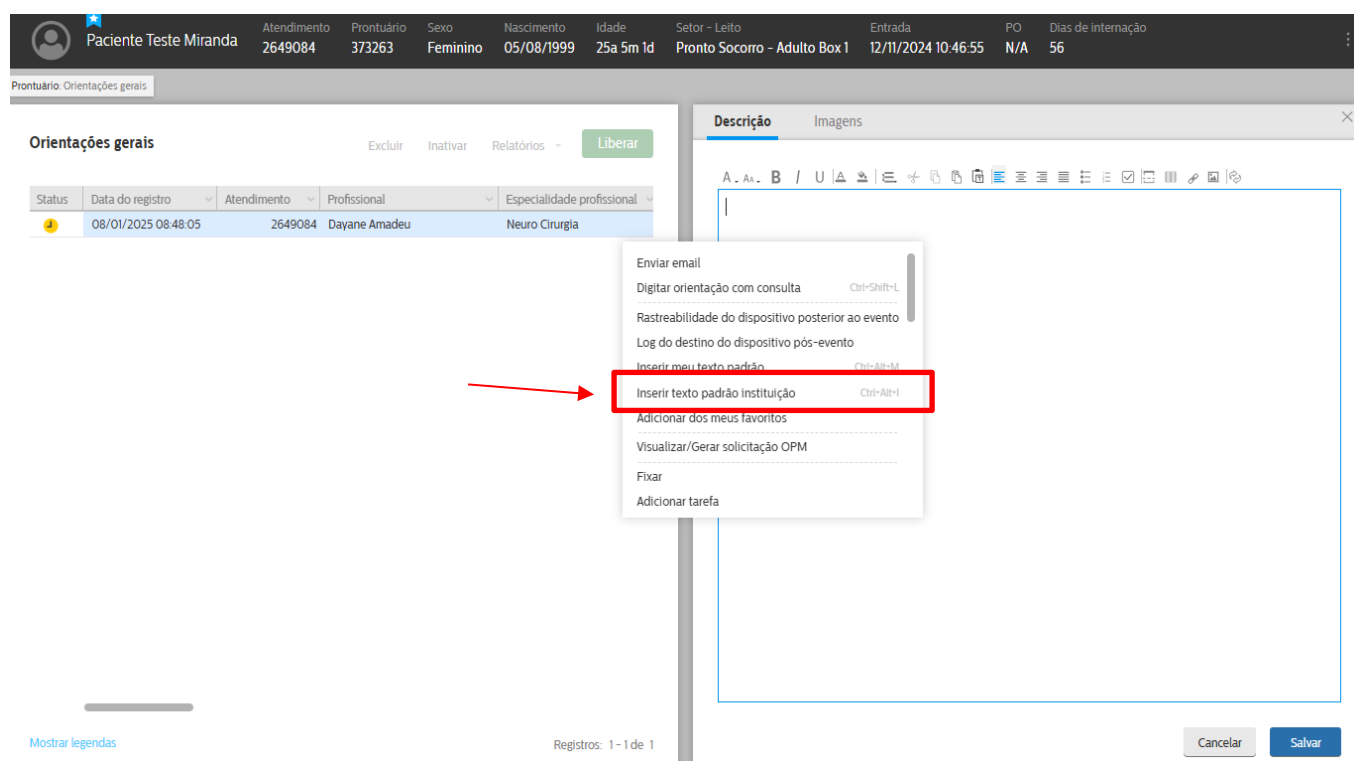 Atendimento Prontuário Sexo Nascimento Idade Setor - Leito Entrada PO Dias de internação
Paciente Teste Miranda 2649084 373263 Feminino 05/08/1999 25a 5m 1d Pronto Socorro - Adulto Box 1 12/11/2024 10:46:55 N/A 56
Prontuário: Orientações gerais
Descrição Imagens
Orientações gerais Excluir Inativar Relatórios Liberar
A Aa B I U A
Status Data do registro Atendimento Profissional Especialidade profissional
08/01/2025 08:48:05 2649084 Dayane Amadeu Neuro Cirurgia
Enviar email
Digitar orientação com consulta Ctrl+Shift+L
Rastreabilidade do dispositivo posterior ao evento
Log do destino do dispositivo pós-evento
Inserir meu texto padrão Ctrl+Alt+M
Inserir texto padrão instituição Ctrl+Alt+I
Adicionar dos meus favoritos
Visualizar/Gerar solicitação OPM
Fixar
Adicionar tarefa
Mostrar legendas Registros: 1 - 1 de 1
Cancelar Salvar